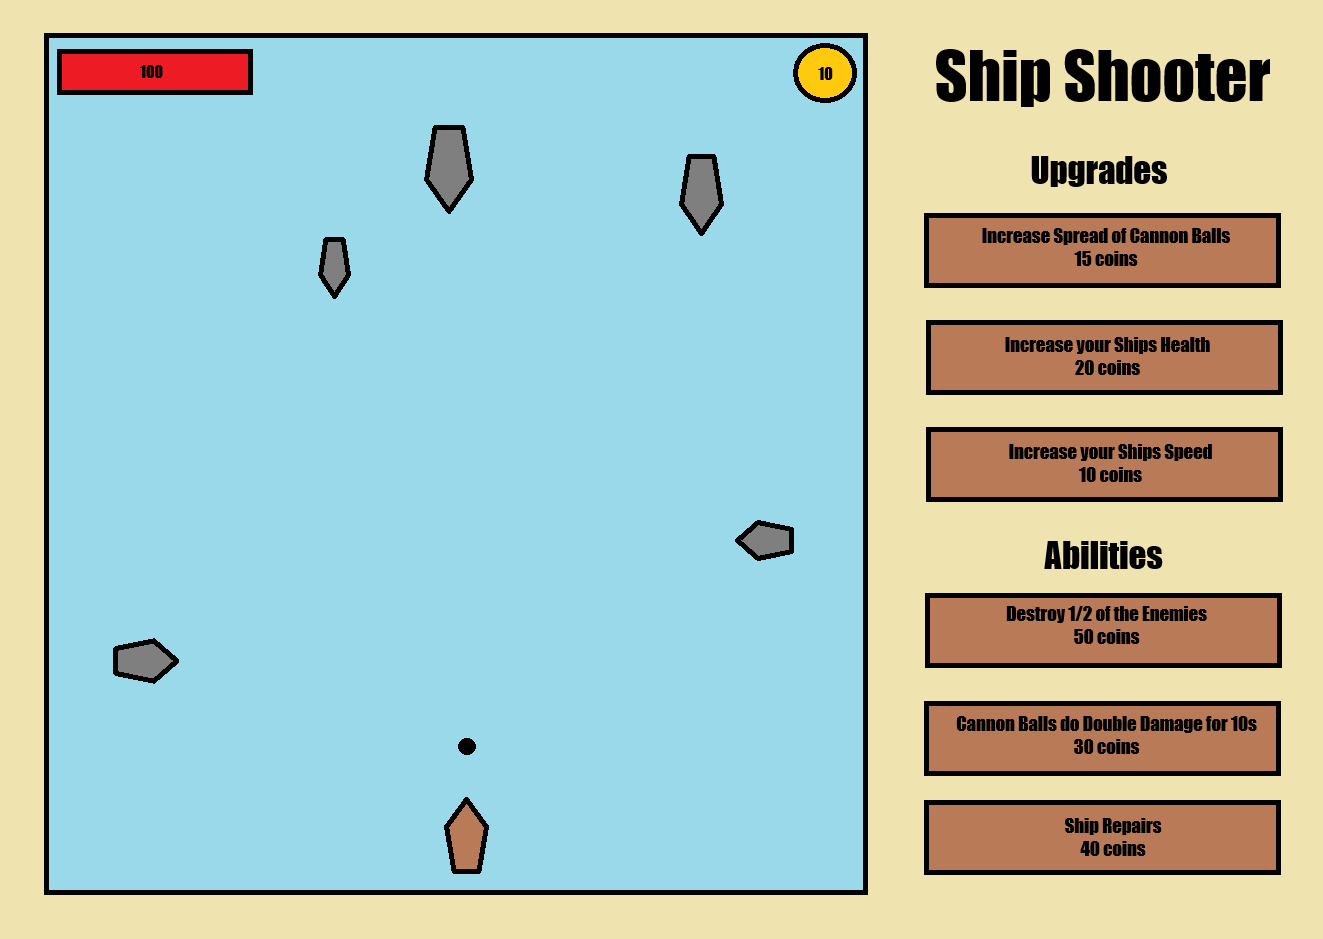 100
10
Ship Shooter
Upgrades
Increase Spread of Cannon Balls
15 coins
Increase your Ships Health
20 coins
Increase your Ships Speed
10 coins
Abilities
Destroy 1/2 of the Enemies
50 coins
Cannon Balls do Double Damage for 10s
30 coins
Ship Repairs
40 coins